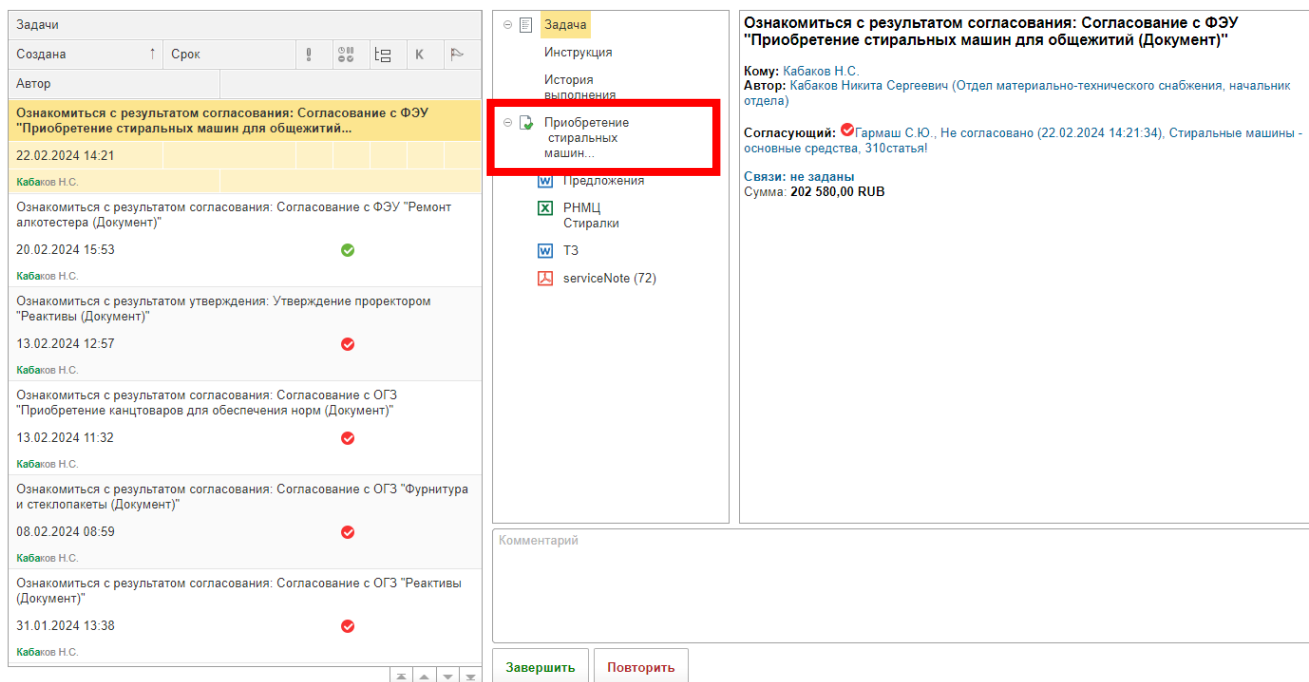 Задачи
Создана ↑ Срок К
Автор
Ознакомиться с результатом согласования: Согласование с ФЭУ
"Приобретение стиральных машин для общежитий...
22.02.2024 14:21
Кабаков Н.С.
Ознакомиться с результатом согласования: Согласование с ФЭУ "Ремонт
алкотестера (Документ)"
20.02.2024 15:53
Кабаков Н.С.
Ознакомиться с результатом утверждения: Утверждение проректором
"Реактивы (Документ)"
13.02.2024 12:57
Кабаков Н.С.
Ознакомиться с результатом согласования: Согласование с ОГЗ
"Приобретение канцтоваров для обеспечения норм (Документ)"
13.02.2024 11:32
Кабаков Н.С.
Ознакомиться с результатом согласования: Согласование с ОГЗ "Фурнитура
и стеклопакеты (Документ)"
08.02.2024 08:59
Кабаков Н.С.
Ознакомиться с результатом согласования: Согласование с ОГЗ "Реактивы
(Документ)"
31.01.2024 13:38
Кабаков Н.С.
Задача
Инструкция
История
выполнения
Приобретение
стиральных
машин...
Предложения
РНМЦ
Стиралки
ТЗ
serviceNote (72)
Ознакомиться с результатом согласования: Согласование с ФЭУ
"Приобретение стиральных машин для общежитий (Документ)"
Кому: Кабаков Н.С.
Автор: Кабаков Никита Сергеевич (Отдел материально-технического снабжения, начальник
отдела)
Согласующий: Гармаш С.Ю., Не согласовано (22.02.2024 14:21:34), Стиральные машины -
основные средства, 310статья!
Связи: не заданы
Сумма: 202 580,00 RUB
Комментарий
Завершить Повторить